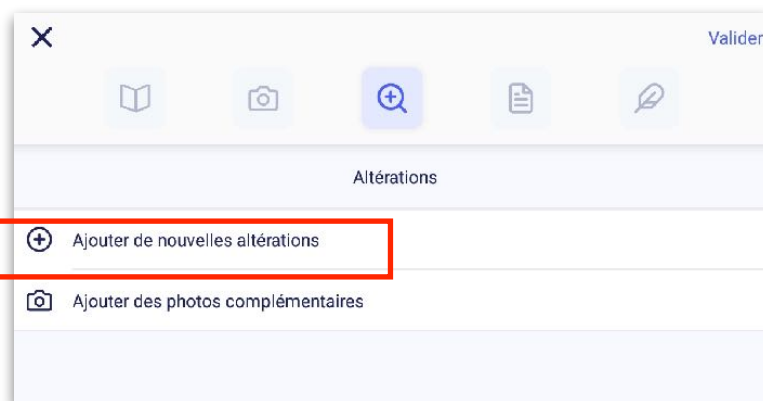 Valider
Altérations
Ajouter de nouvelles altérations
Ajouter des photos complémentaires